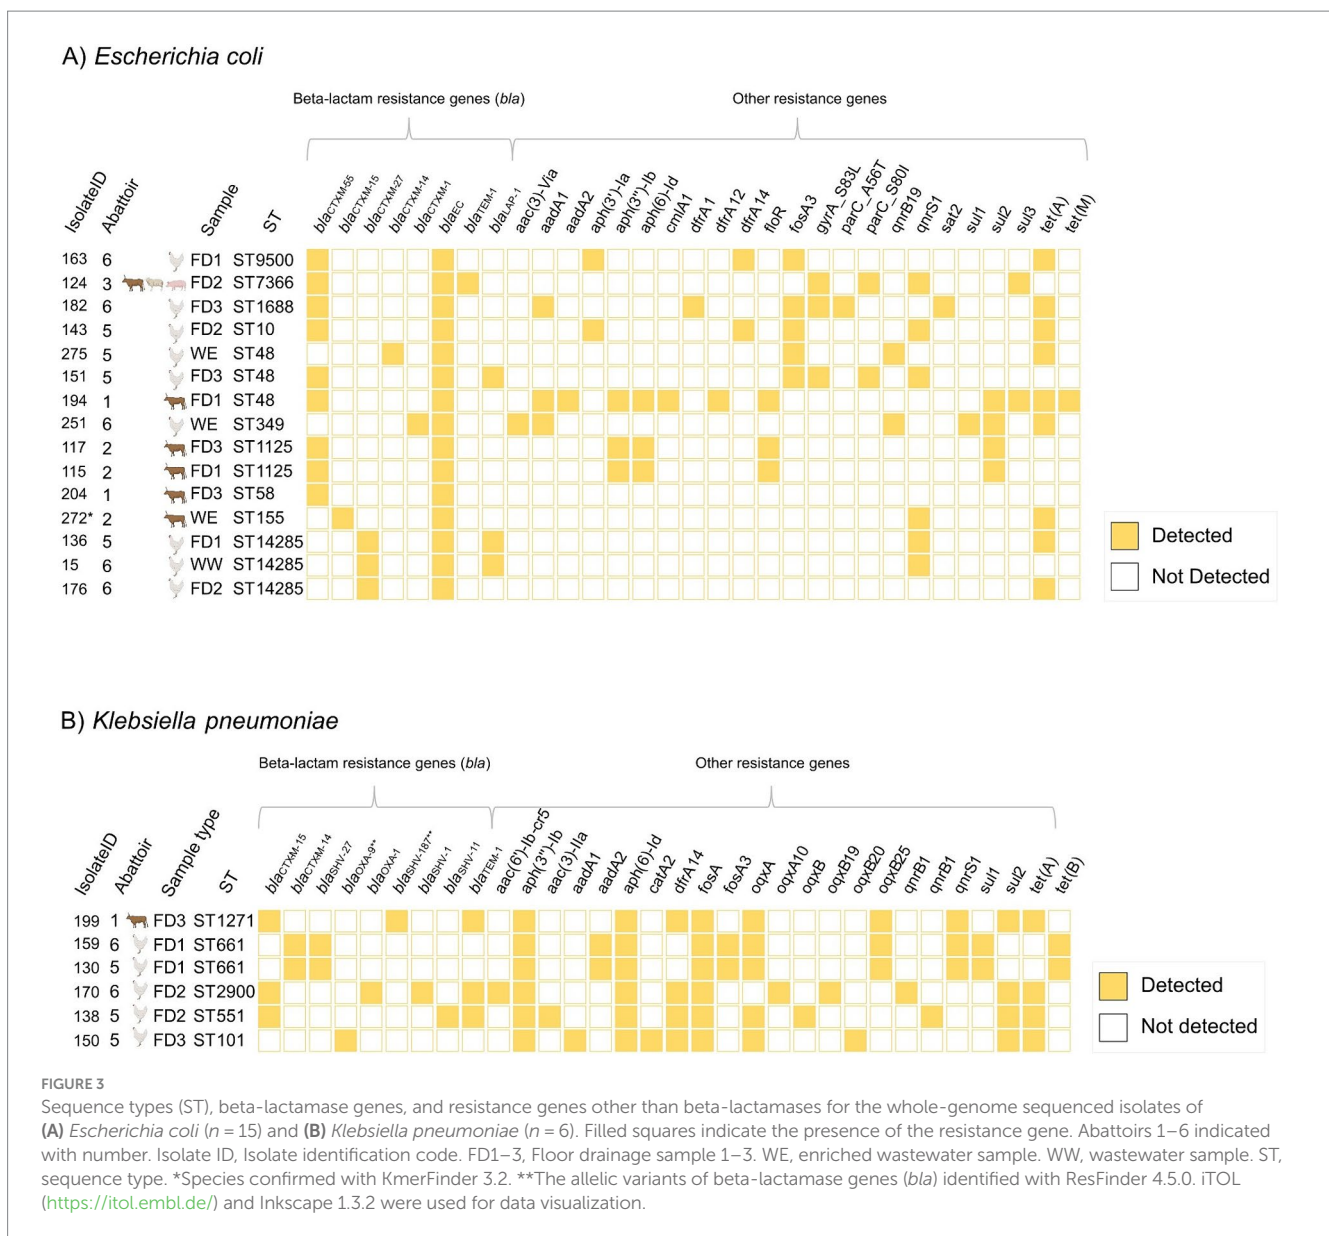 A) Escherichia coli
Beta-lactam resistance genes (bla)
Other resistance genes
IsolateID
Abattoir
Sample
ST
blaCTXM-55
blaCTXM-15
blaCTXM-27
blaCTXM-14
blaCTXM-1
blaEC
blaTEM-1
blaLAP-1
aac(3)-Via
aadA1
aadA2
aph(3')-Ia
aph(3'')-Ib
aph(6)-Id
cmlA1
dfrA1
dfrA12
dfrA14
floR
fosA3
gyrA_S83L
parC_A56T
parC_S80I
qnrB19
qnrS1
sat2
sul1
sul2
sul3
tet(A)
tet(M)
163 6 FD1 ST9500
124 3 FD2 ST7366
182 6 FD3 ST1688
143 5 FD2 ST10
275 5 WE ST48
151 5 FD3 ST48
194 1 FD1 ST48
251 6 WE ST349
117 2 FD3 ST1125
115 2 FD1 ST1125
204 1 FD3 ST58
272* 2 WE ST155
136 5 FD1 ST14285
15 6 WW ST14285
176 6 FD2 ST14285
Detected
Not Detected
B) Klebsiella pneumoniae
Beta-lactam resistance genes (bla)
Other resistance genes
IsolateID
Abattoir
Sample type
ST
blaCTXM-15
blaCTXM-14
blaSHV-27
blaOXA-9**
blaOXA-1
blaSHV-187**
blaSHV-1
blaSHV-11
blaTEM-1
aac(6')-Ib-cr5
aph(3'')-Ib
aac(3)-IIa
aadA1
aadA2
aph(6)-Id
catA2
dfrA14
fosA
fosA3
oqxA
oqxA10
oqxB
oqxB19
oqxB20
oqxB25
qnrB1
qnrB1
qnrS1
sul1
sul2
tet(A)
tet(B)
199 1 FD3 ST1271
159 6 FD1 ST661
130 5 FD1 ST661
170 6 FD2 ST2900
138 5 FD2 ST551
150 5 FD3 ST101
Detected
Not detected
FIGURE 3
Sequence types (ST), beta-lactamase genes, and resistance genes other than beta-lactamases for the whole-genome sequenced isolates of
(A) Escherichia coli (n = 15) and (B) Klebsiella pneumoniae (n = 6). Filled squares indicate the presence of the resistance gene. Abattoirs 1–6 indicated
with number. Isolate ID, Isolate identification code. FD1–3, Floor drainage sample 1–3. WE, enriched wastewater sample. WW, wastewater sample. ST,
sequence type. *Species confirmed with KmerFinder 3.2. **The allelic variants of beta-lactamase genes (bla) identified with ResFinder 4.5.0. iTOL
(https://itol.embl.de/) and Inkscape 1.3.2 were used for data visualization.